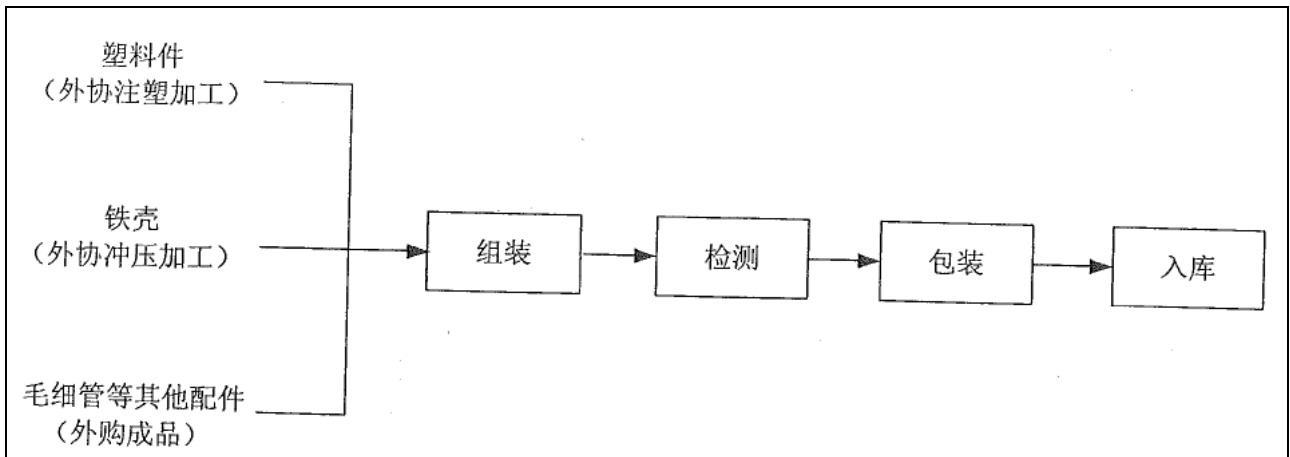 塑料件
（外协注塑加工）
铁壳
（外协冲压加工）
组装
检测
包装
入库
毛细管等其他配件
（外购成品）